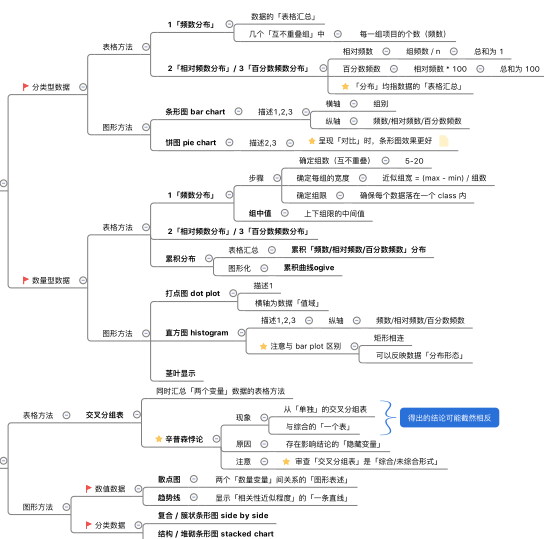 数据的「表格汇总」
1「频数分布」
几个「互不重叠组」中
每一组项目的个数（频数）
表格方法
相对频数
组频数 / n
总和为 1
2「相对频数分布」/ 3「百分数频数分布」
百分数频数
相对频数 * 100
总和为 100
「分布」均指数据的「表格汇总」
分类型数据
横轴
组别
条形图 bar chart
描述1,2,3
纵轴
频数/相对频数/百分数频数
图形方法
饼图 pie chart
描述2,3
呈现「对比」时，条形图效果更好
确定组数（互不重叠）
5-20
步骤
确定每组的宽度
近似组宽 = (max - min) / 组数
1「频数分布」
确定组限
确保每个数据落在一个 class 内
组中值
上下组限的中间值
表格方法
2「相对频数分布」/ 3「百分数频数分布」
表格汇总
累积「频数/相对频数/百分数频数」分布
累积分布
图形化
累积曲线ogive
数量型数据
描述1
打点图 dot plot
横轴为数据「值域」
描述1,2,3
纵轴
频数/相对频数/百分数频数
图形方法
直方图 histogram
矩形相连
注意与 bar plot 区别
可以反映数据「分布形态」
茎叶显示
同时汇总「两个变量」数据的表格方法
表格方法
交叉分组表
从「单独」的交叉分组表
现象
得出的结论可能截然相反
与综合的「一个表」
辛普森悖论
原因
存在影响结论的「隐藏变量」
注意
审查「交叉分组表」是「综合/未综合形式」
散点图
两个「数量变量」间关系的「图形表述」
数值数据
趋势线
显示「相关性近似程度」的「一条直线」
图形方法
复合 / 簇状条形图 side by side
分类数据
结构 / 堆砌条形图 stacked chart